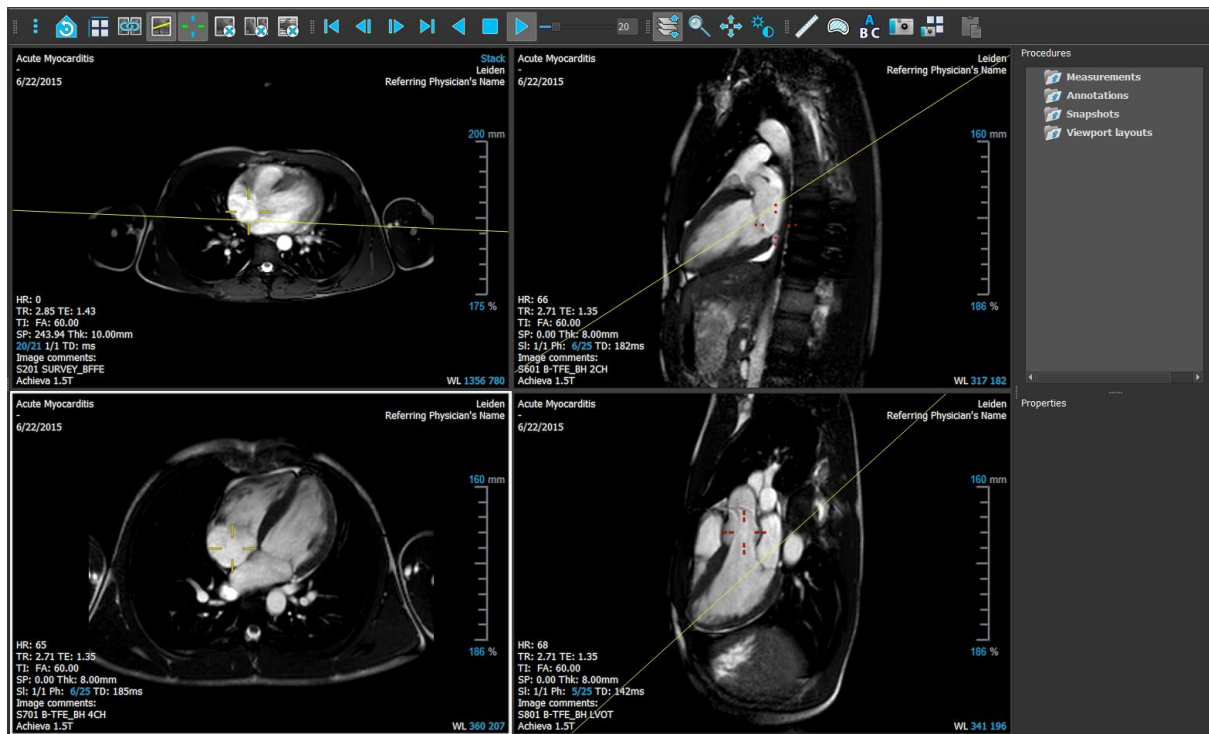 20
A
B C
Acute Myocarditis
-
6/22/2015
Stack
Leiden
Referring Physician's Name
200 mm
175 %
HR: 0
TR: 2.85 TE: 1.43
TI:  FA: 60.00
SP: 243.94 Thk: 10.00mm
20/21 1/1 TD: ms
Image comments:
S201 SURVEY_BFFE
Achieva 1.5T
WL 1356 780
Acute Myocarditis
-
6/22/2015
Leiden
Referring Physician's Name
160 mm
186 %
HR: 66
TR: 2.71 TE: 1.35
TI:  FA: 60.00
SP: 0.00 Thk: 8.00mm
Sl: 1/1 Ph:  6/25 TD: 182ms
Image comments:
S601 B-TFE_BH 2CH
Achieva 1.5T
WL 317 182
Procedures
Measurements
Annotations
Snapshots
Viewport layouts
Acute Myocarditis
-
6/22/2015
Leiden
Referring Physician's Name
160 mm
186 %
HR: 65
TR: 2.71 TE: 1.35
TI:  FA: 60.00
SP: 0.00 Thk: 8.00mm
Sl: 1/1 Ph:  6/25 TD: 185ms
Image comments:
S701 B-TFE_BH 4CH
Achieva 1.5T
WL 360 207
Acute Myocarditis
-
6/22/2015
Leiden
Referring Physician's Name
160 mm
186 %
HR: 68
TR: 2.71 TE: 1.35
TI:  FA: 60.00
SP: 0.00 Thk: 8.00mm
Sl: 1/1 Ph:  5/25 TD: 142ms
Image comments:
S801 B-TFE_BH LVOT
Achieva 1.5T
WL 341 196
Properties